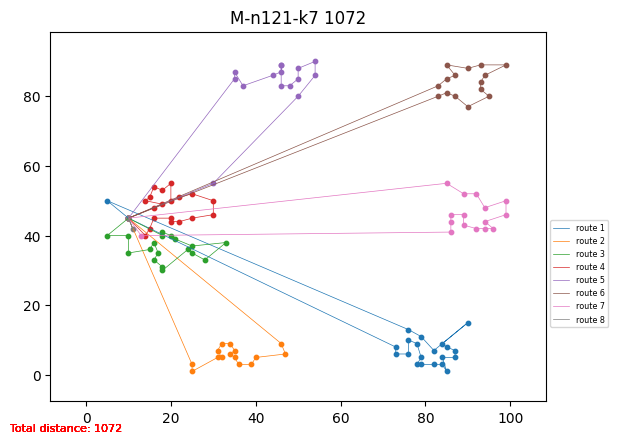 M-n121-k7 1072
80
60
40
20
0
0 20 40 60 80 100
route 1
route 2
route 3
route 4
route 5
route 6
route 7
route 8
Total distance: 1072